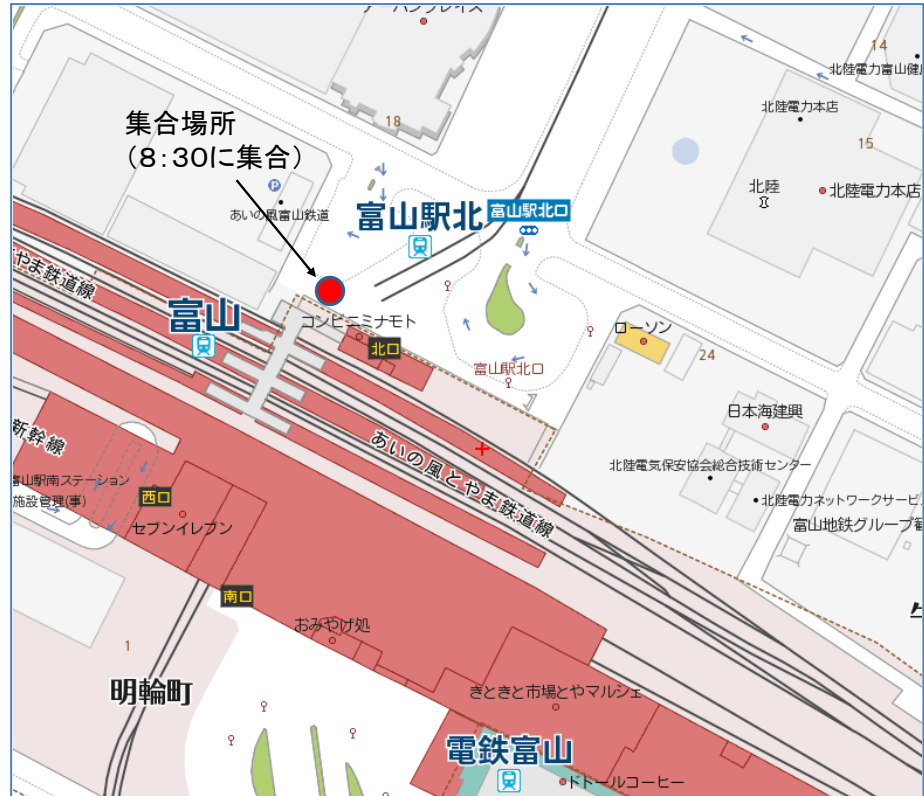 アーバンプレイス
14
北陸電力富山健
北陸電力本店
18
15
集合場所
（8：30に集合）
北陸
北陸電力本店
P
あいの風富山鉄道
富山駅北
富山駅北口
やま鉄道線
富山
コンビニミナモト
北口
ローソン
24
富山駅北口
日本海建興
新幹線
あいの風とやま鉄道線
北陸電気保安協会総合技術センター
富山駅南ステーション
施設管理(事)
西口
セブンイレブン
北陸電力ネットワークサービ
富山地鉄グループ
南口
おみやげ処
1
明輪町
きときと市場とやマルシェ
電鉄富山
ドトールコーヒー